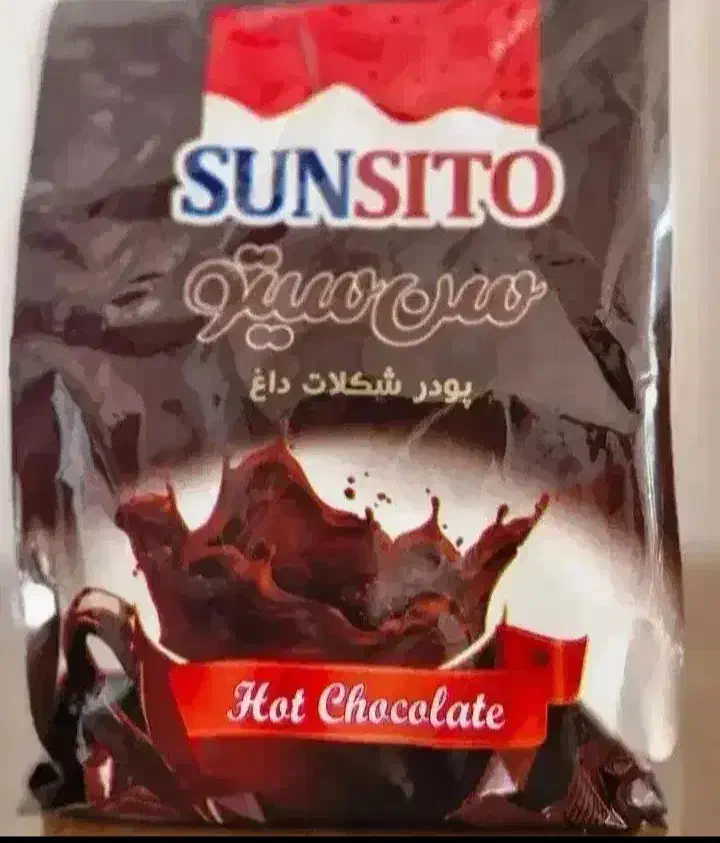 SUNSITO
سن سیتو
پودر شکلات داغ
Hot Chocolate